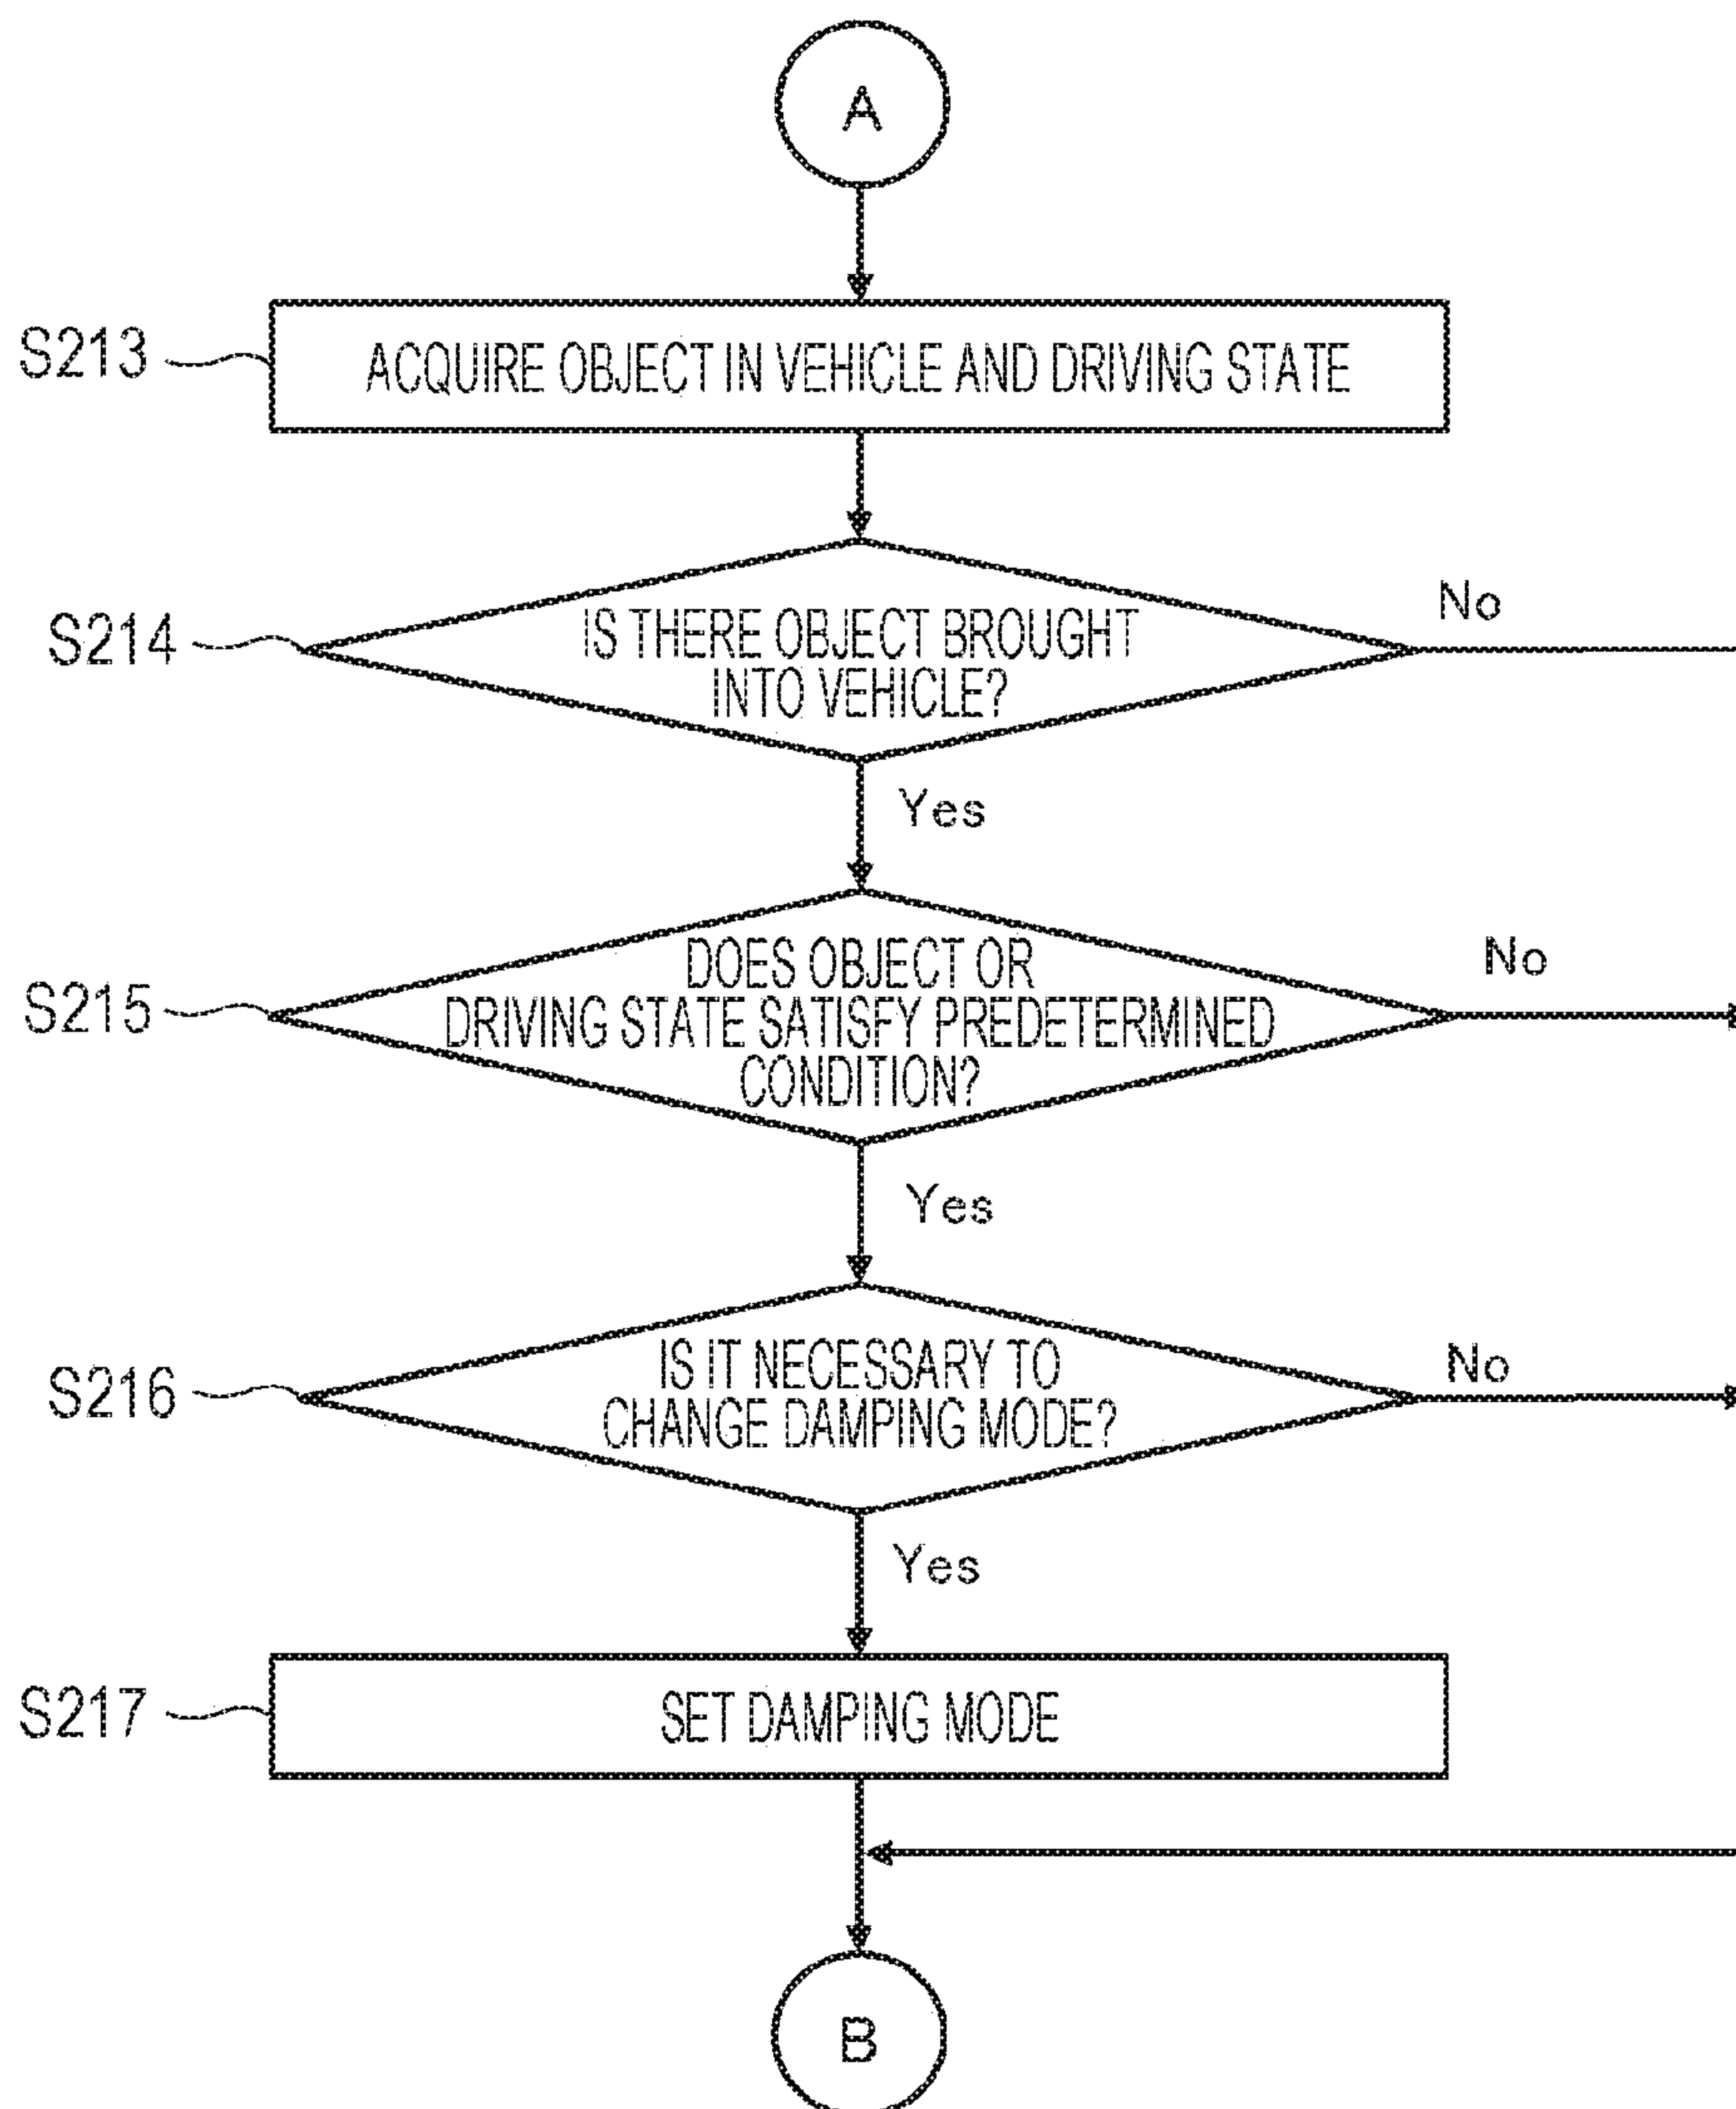 A
S213
ACQUIRE OBJECT IN VEHICLE AND DRIVING STATE
S214
IS THERE OBJECT BROUGHT
INTO VEHICLE?
No
Yes
S215
DOES OBJECT OR
DRIVING STATE SATISFY PREDETERMINED
CONDITION?
No
Yes
S216
IS IT NECESSARY TO
CHANGE DAMPING MODE?
No
Yes
S217
SET DAMPING MODE
B